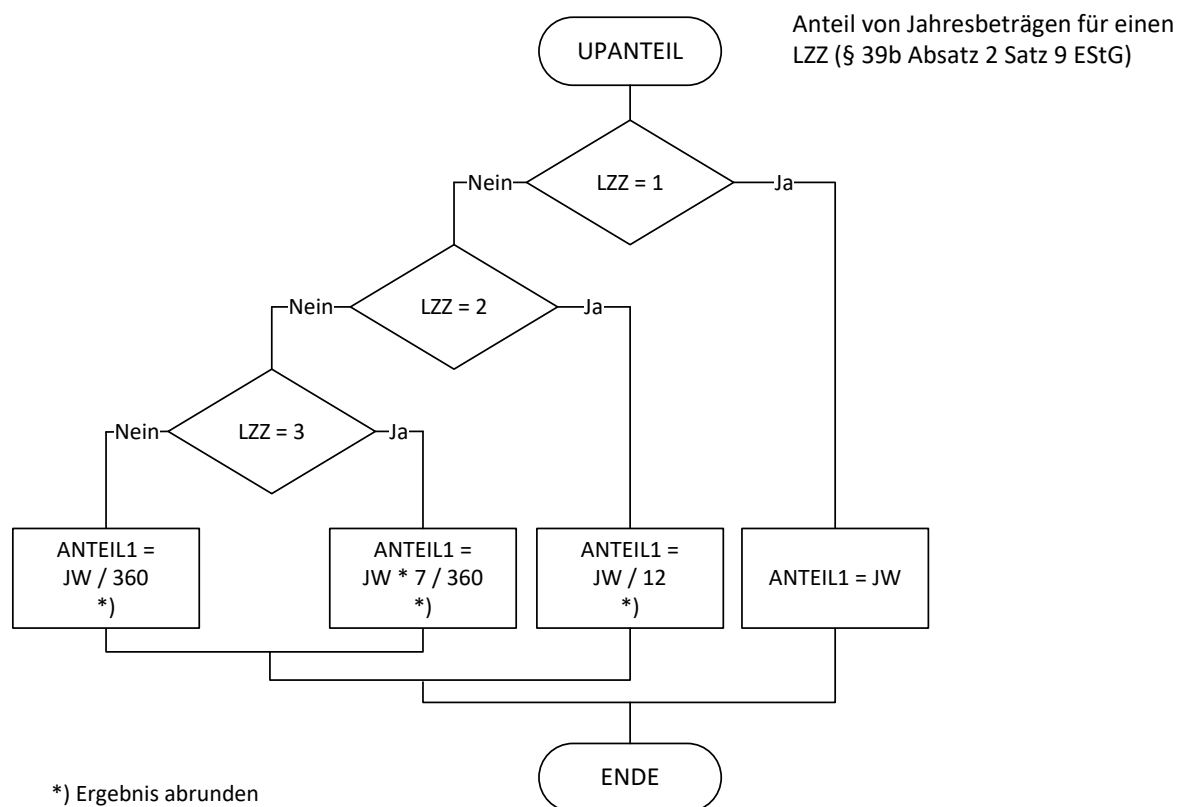 Anteil von Jahresbeträgen für einen
LZZ (§ 39b Absatz 2 Satz 9 EStG)
UPANTEIL
Nein
LZZ = 1
Ja
Nein
LZZ = 2
Ja
Nein
LZZ = 3
Ja
ANTEIL1 =
JW / 360
*)
ANTEIL1 =
JW * 7 / 360
*)
ANTEIL1 =
JW / 12
*)
ANTEIL1 = JW
ENDE
*) Ergebnis abrunden